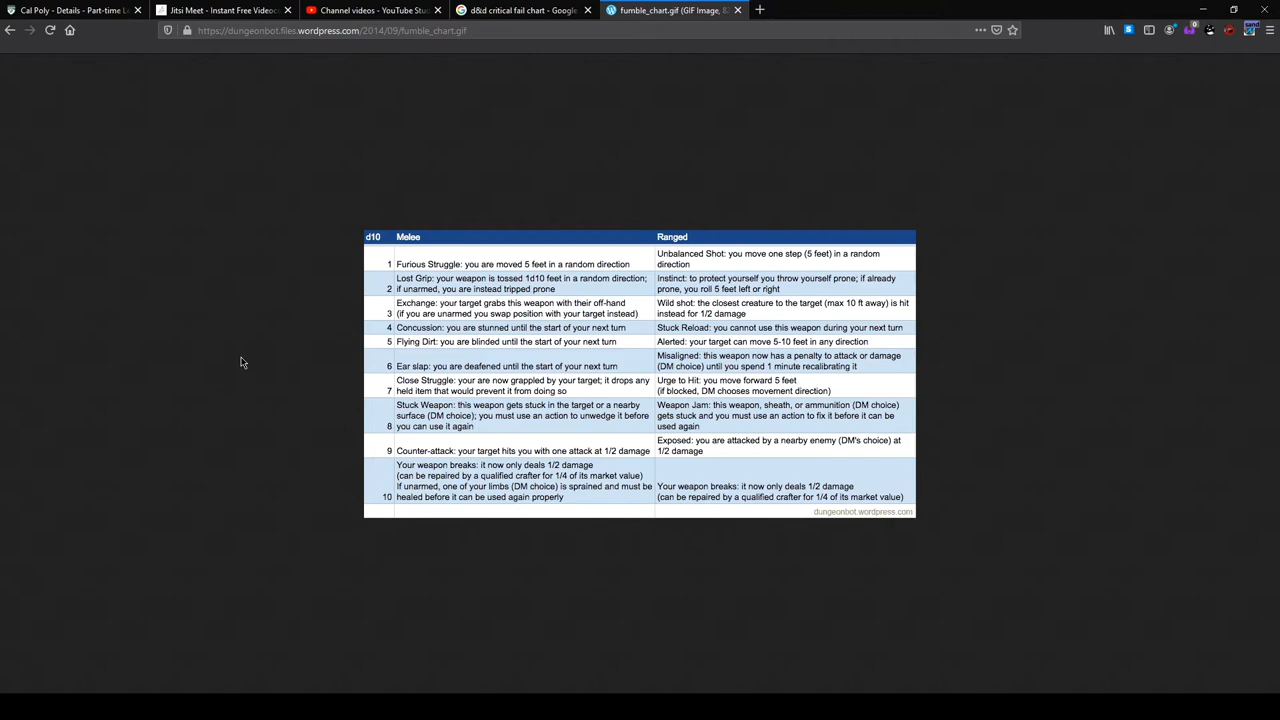 Cal Poly - Details - Part-time L
Jitsi Meet - Instant Free Videoc
Channel videos - YouTube Stu
d&d critical fail chart - Google
fumble_chart.gif (GIF Image, 8
https://dungeonbot.files.wordpress.com/2014/09/fumble_chart.gif
d10 Melee Ranged
Unbalanced Shot: you move one step (5 feet) in a random
1 Furious Struggle: you are moved 5 feet in a random direction direction
Lost Grip: your weapon is tossed 1d10 feet in a random direction; Instinct: to protect yourself you throw yourself prone; if already
2 if unarmed, you are instead tripped prone prone, you roll 5 feet left or right
Exchange: your target grabs this weapon with their off-hand Wild shot: the closest creature to the target (max 10 ft away) is hit
3 (if you are unarmed you swap position with your target instead) instead for 1/2 damage
4 Concussion: you are stunned until the start of your next turn Stuck Reload: you cannot use this weapon during your next turn
5 Flying Dirt: you are blinded until the start of your next turn Alerted: your target can move 5-10 feet in any direction
Misaligned: this weapon now has a penalty to attack or damage
6 Ear slap: you are deafened until the start of your next turn (DM choice) until you spend 1 minute recalibrating it
Close Struggle: your are now grappled by your target; it drops any Urge to Hit: you move forward 5 feet
7 held item that would prevent it from doing so (if blocked, DM chooses movement direction)
Stuck Weapon: this weapon gets stuck in the target or a nearby Weapon Jam: this weapon, sheath, or ammunition (DM choice)
surface (DM choice); you must use an action to unwedge it before gets stuck and you must use an action to fix it before it can be
8 you can use it again used again
Exposed: you are attacked by a nearby enemy (DM's choice) at
9 Counter-attack: your target hits you with one attack at 1/2 damage 1/2 damage
Your weapon breaks: it now only deals 1/2 damage
(can be repaired by a qualified crafter for 1/4 of its market value)
If unarmed, one of your limbs (DM choice) is sprained and must be Your weapon breaks: it now only deals 1/2 damage
10 healed before it can be used again properly (can be repaired by a qualified crafter for 1/4 of its market value)
dungeonbot.wordpress.com